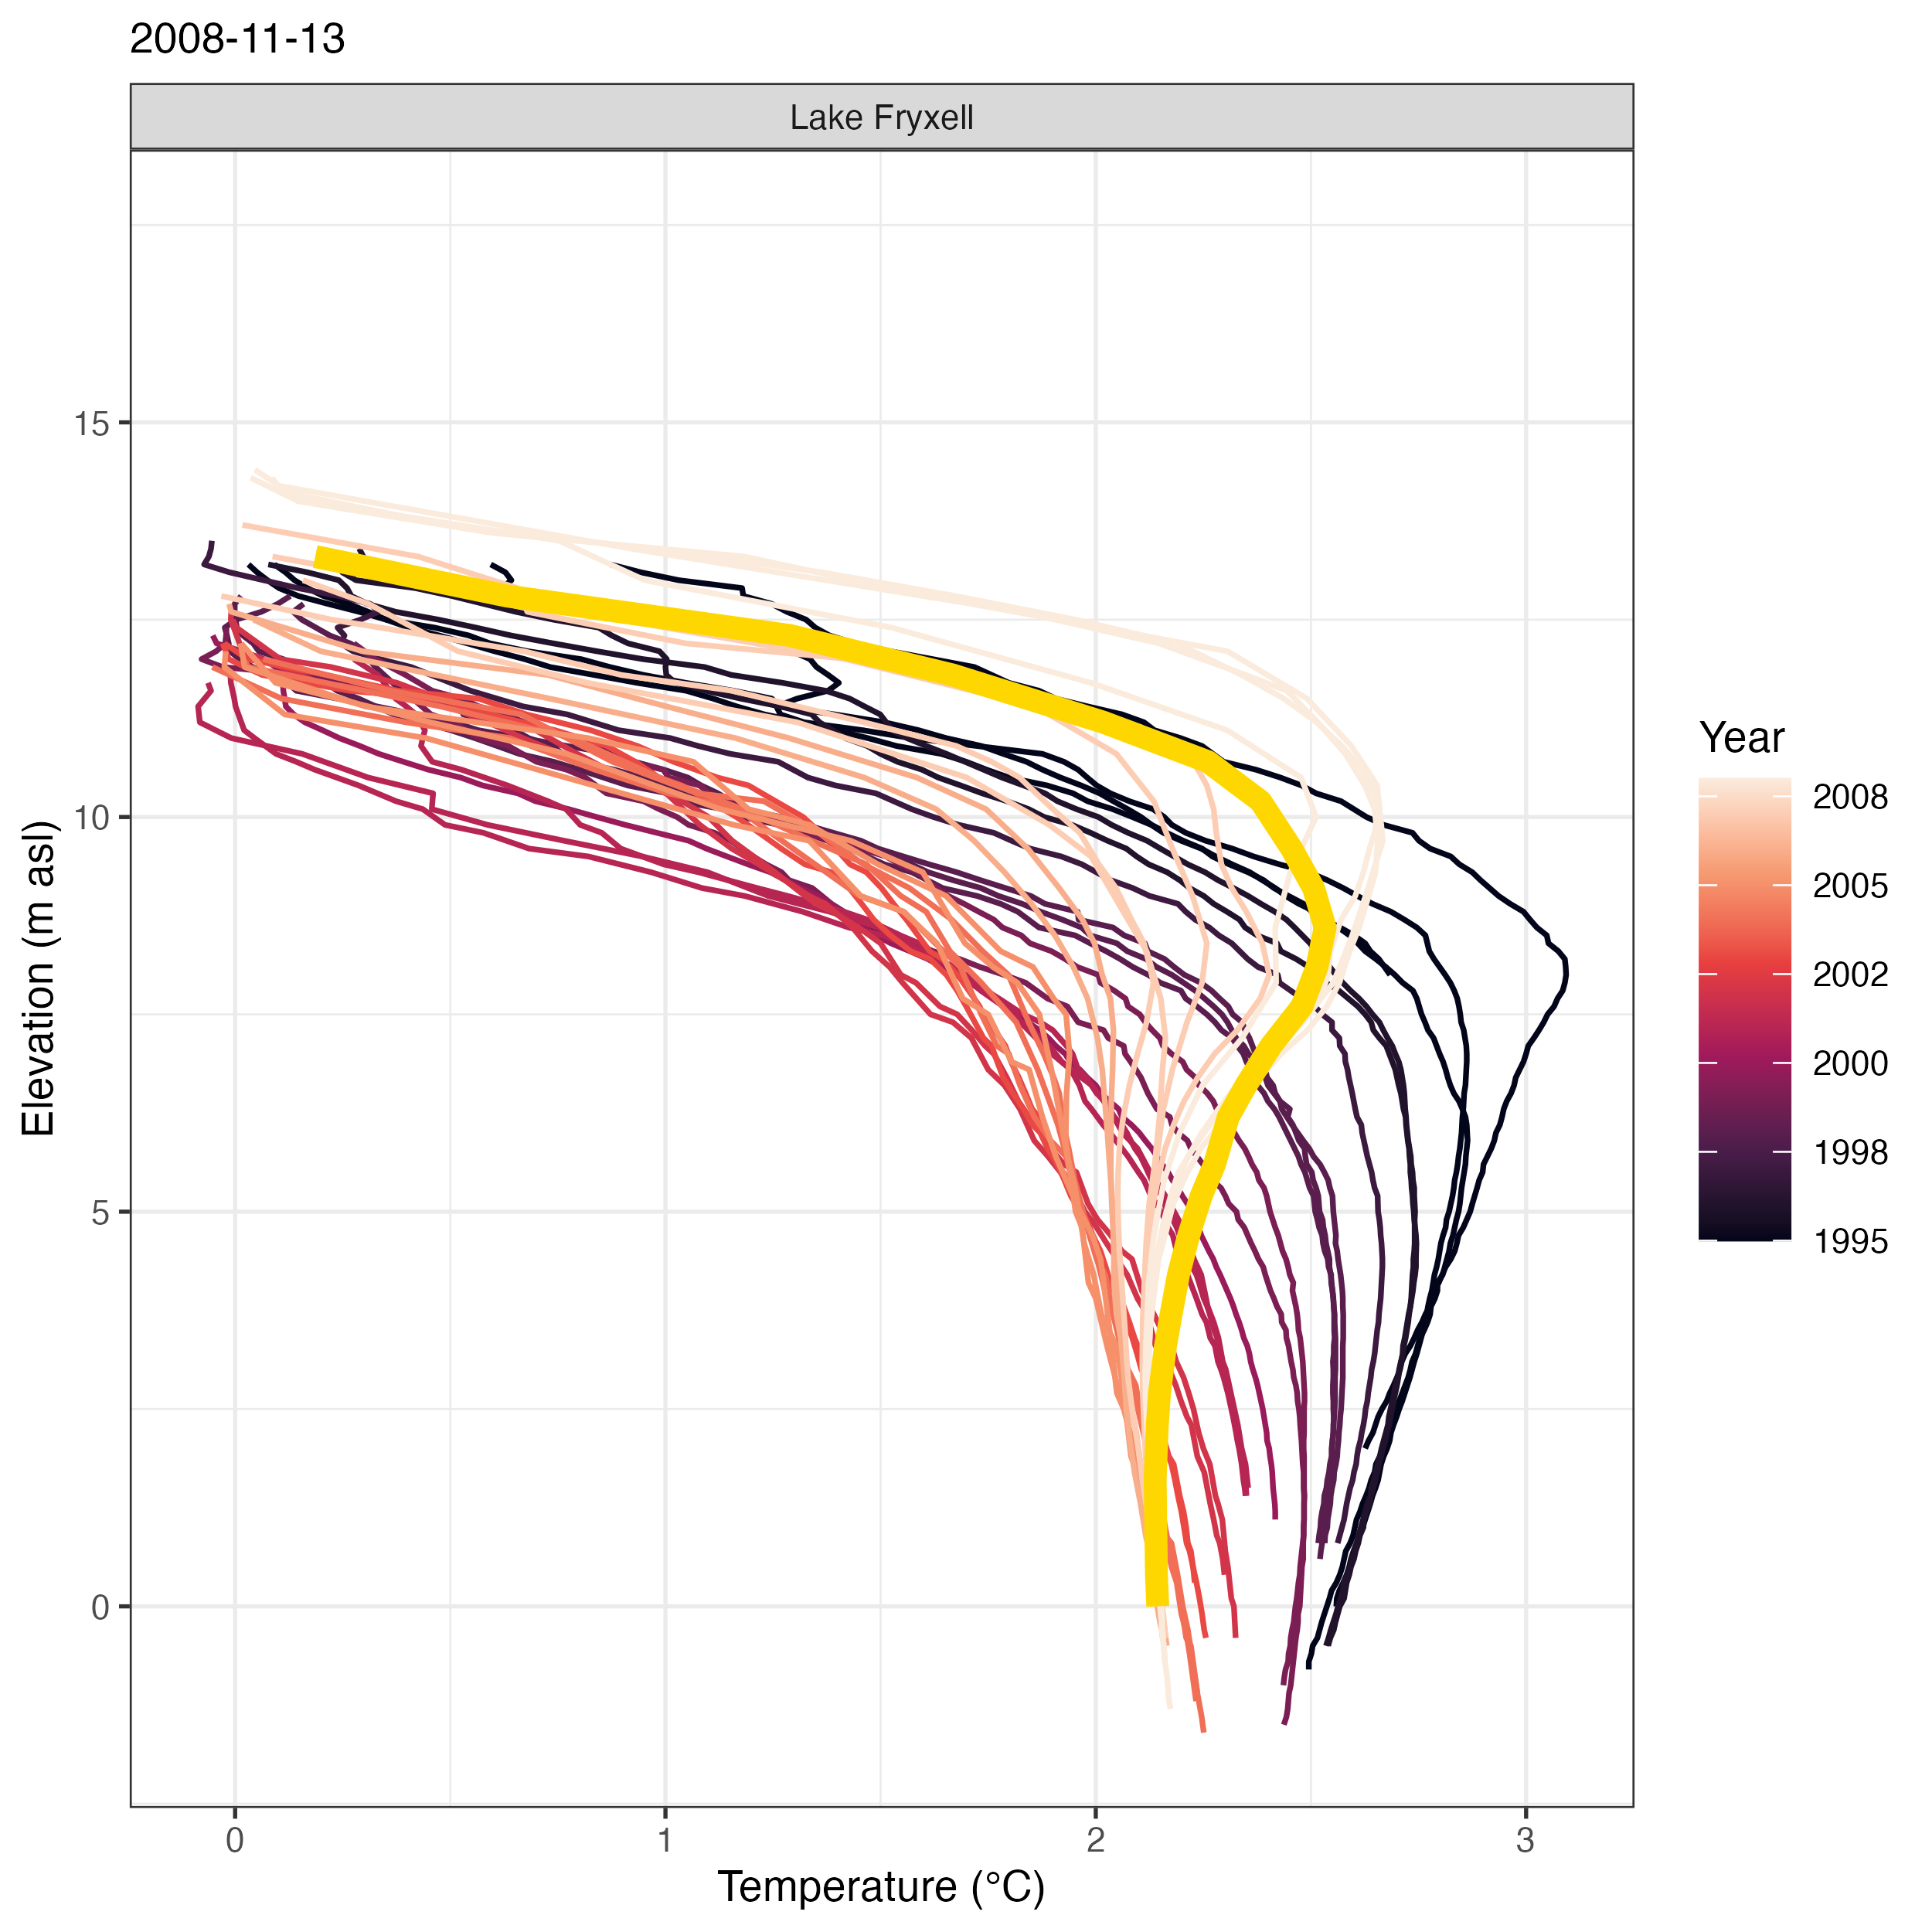 2008-11-13
Lake Fryxell
Elevation (m asl)
15
10
5
0
0 1 2 3
Temperature (°C)
Year
2008
2005
2002
2000
1998
1995